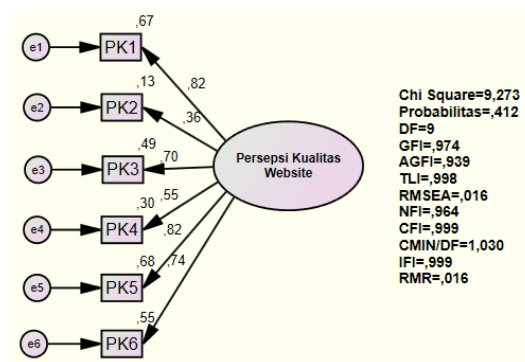 ,67
e1
PK1
,82
,13
e2
PK2
,36
,49
e3
PK3
,70
Persepsi Kualitas
Website
,55
,30
e4
PK4
,82
,68
,74
e5
PK5
,55
e6
PK6
Chi Square=9,273
Probabilitas=,412
DF=9
GFI=,974
AGFI=,939
TLI=,998
RMSEA=,016
NFI=,964
CFI=,999
CMIN/DF=1,030
IFI=,999
RMR=,016